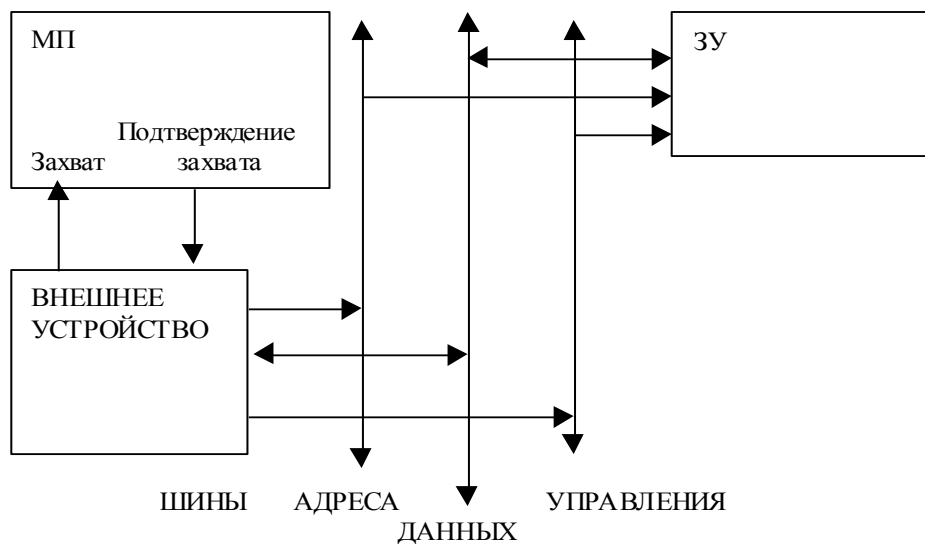 МП
ЗУ
Подтверждение
Захват захвата
ВНЕШНЕЕ
УСТРОЙСТВО
ШИНЫ АДРЕСА УПРАВЛЕНИЯ
ДАННЫХ